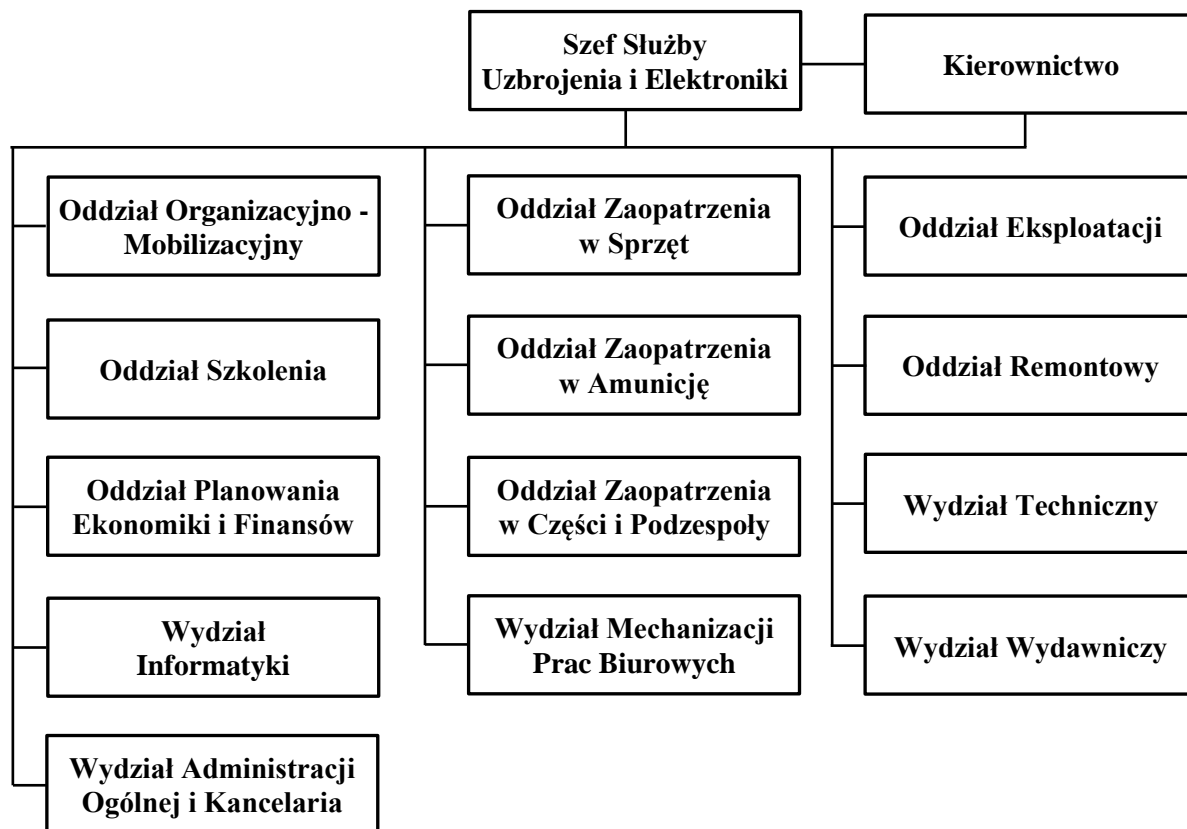 Szef Służby
Uzbrojenia i Elektroniki
Kierownictwo
Oddział Organizacyjno -
Mobilizacyjny
Oddział Szkolenia
Oddział Planowania
Ekonomiki i Finansów
Wydział
Informatyki
Wydział Administracji
Ogólnej i Kancelaria
Oddział Zaopatrzenia
w Sprzęt
Oddział Zaopatrzenia
w Amunicję
Oddział Zaopatrzenia
w Części i Podzespoły
Wydział Mechanizacji
Prac Biurowych
Oddział Eksploatacji
Oddział Remontowy
Wydział Techniczny
Wydział Wydawniczy